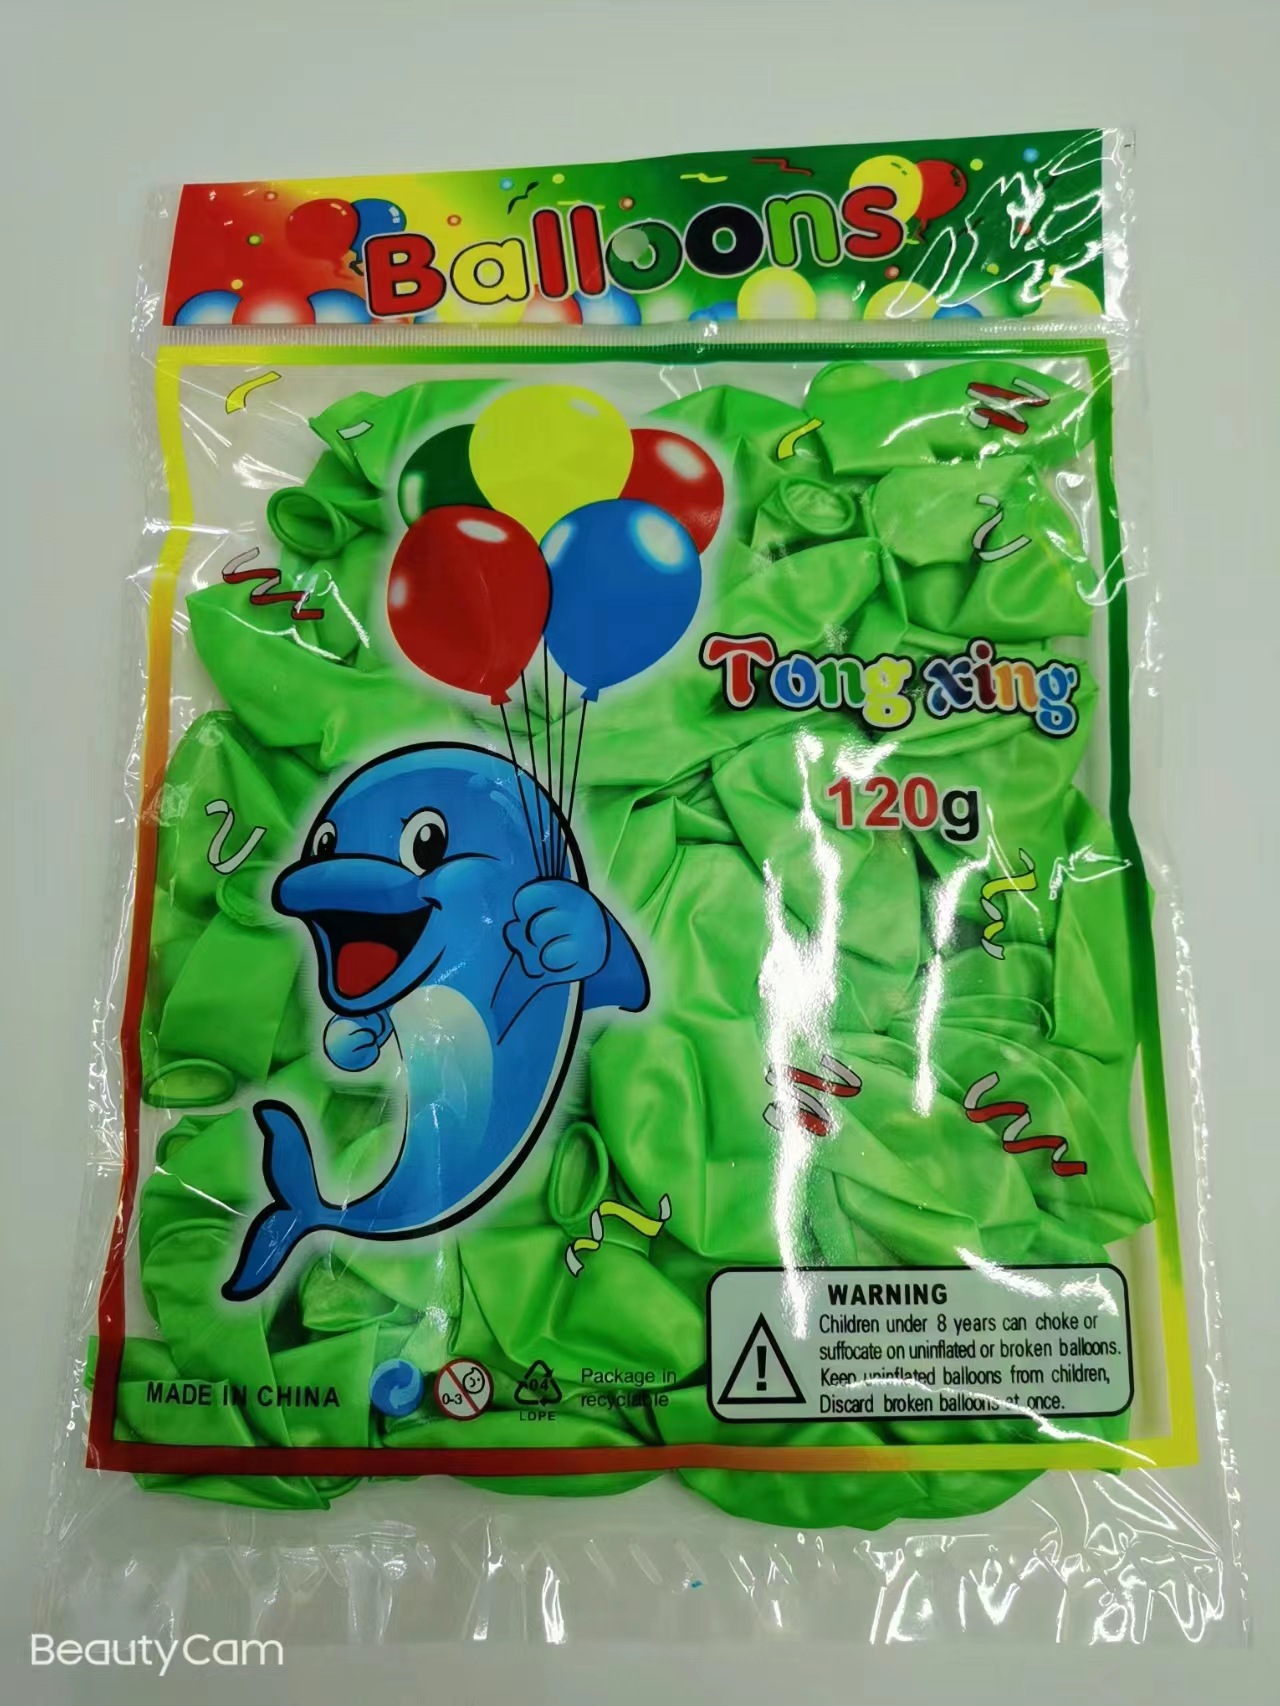 Balloons
Tong xing
120g
WARNING
Children under 8 years can choke or
suffocate on uninflated or broken balloons.
Keep uninflated balloons from children,
Discard broken balloons at once.
MADE IN CHINA
0-3
04
LDPE
Package in
recyclable
BeautyCam